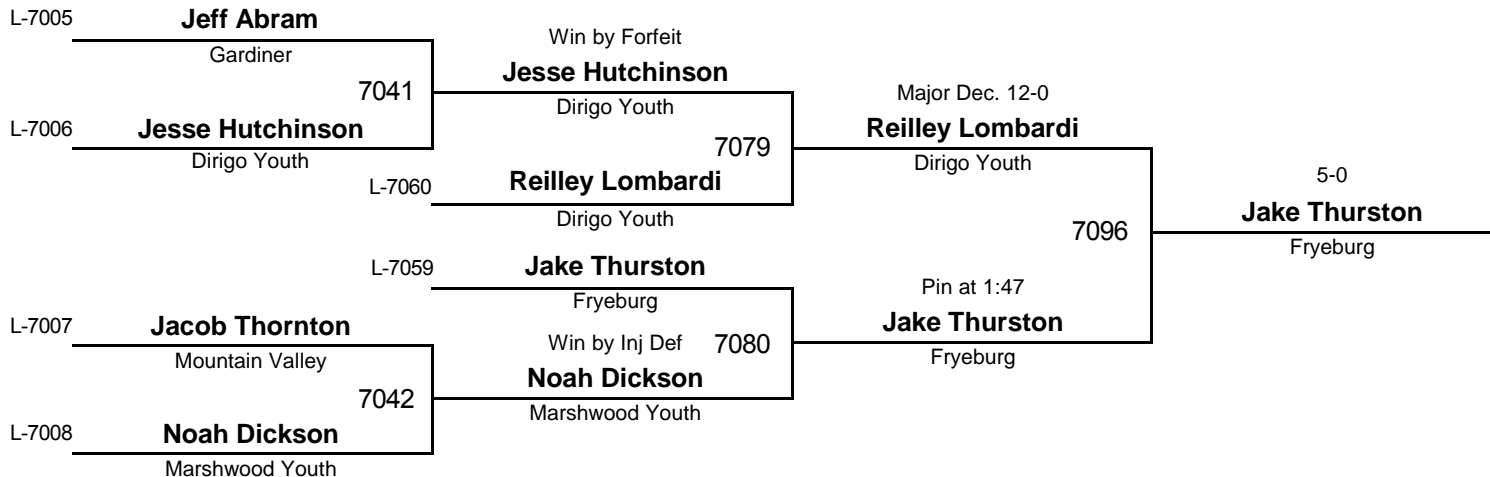 L-7005
Jeff Abram
Gardiner
7041
L-7006
Jesse Hutchinson
Dirigo Youth
Win by Forfeit
Jesse Hutchinson
Dirigo Youth
7079
L-7060
Reilley Lombardi
Dirigo Youth
Major Dec. 12-0
Reilley Lombardi
Dirigo Youth
7096
5-0
Jake Thurston
Fryeburg
L-7059
Jake Thurston
Fryeburg
7080
Pin at 1:47
Jake Thurston
Fryeburg
L-7007
Jacob Thornton
Mountain Valley
7042
Win by Inj Def
Noah Dickson
Marshwood Youth
L-7008
Noah Dickson
Marshwood Youth